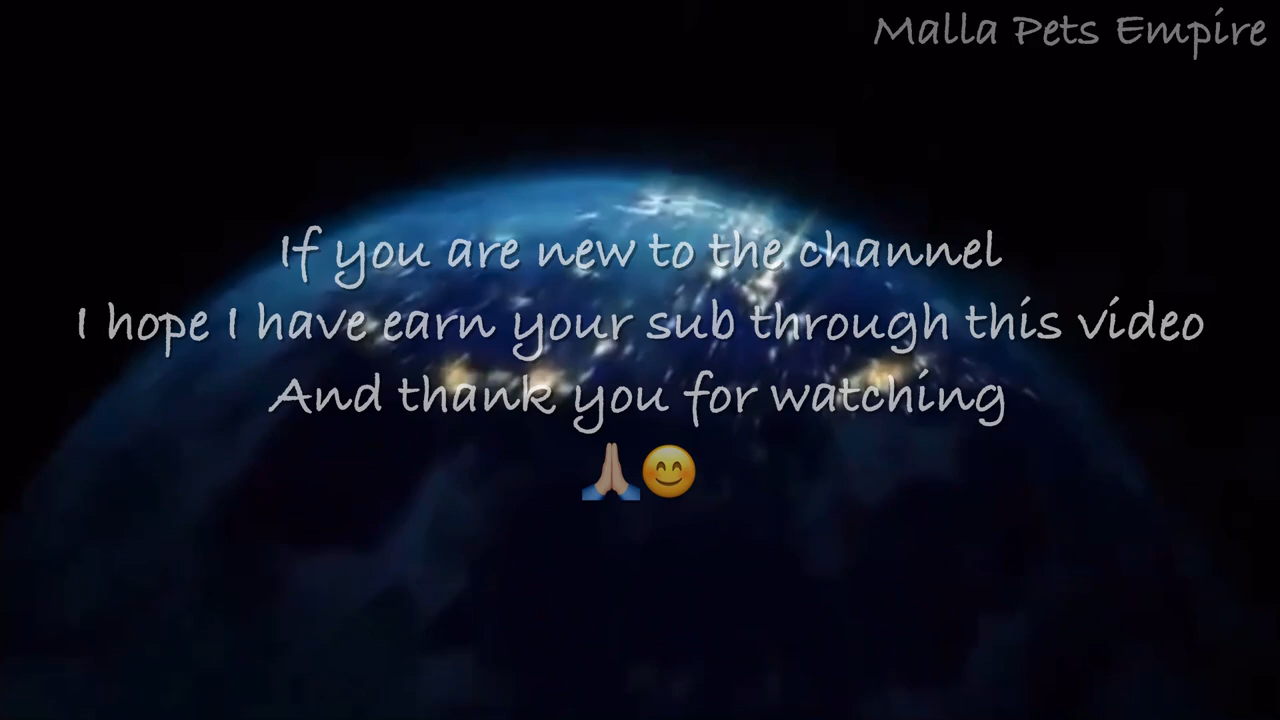 Malla Pets Empire
If you are new to the channel
I hope I have earn your sub through this video
And thank you for watching
🙏🏼😊